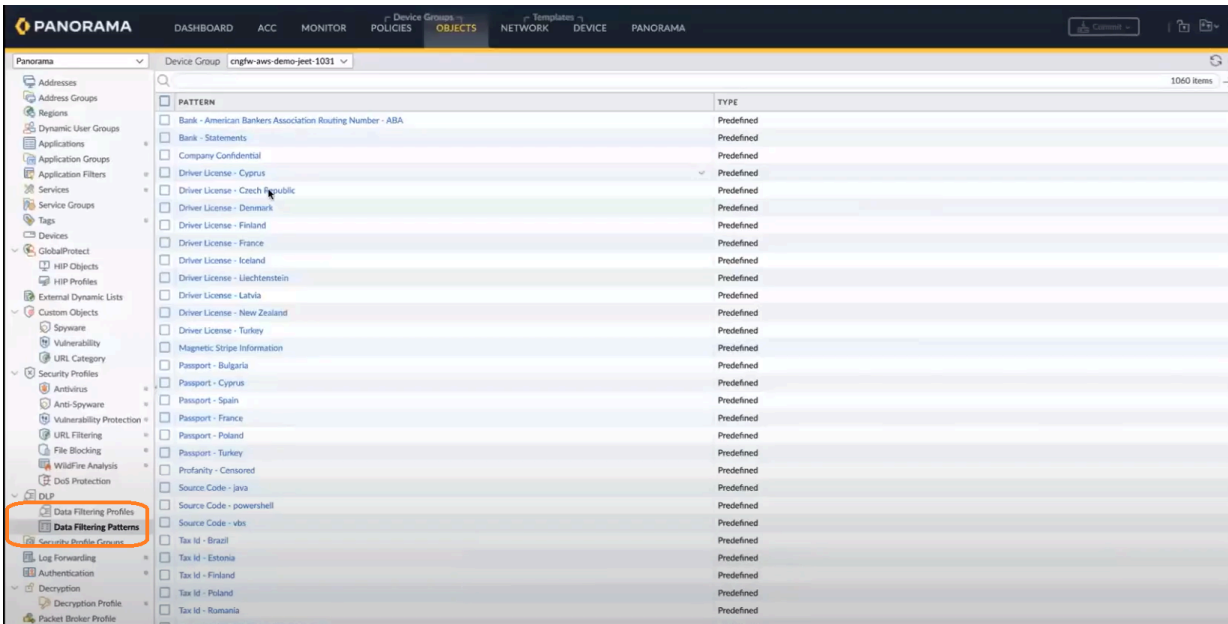 PANORAMA
Device Groups
Templates
DASHBOARD ACC MONITOR POLICIES OBJECTS NETWORK DEVICE PANORAMA
Commit
Panorama
Device Group cngfw-aws-demo-jeet-1031
1060 items
Addresses
Address Groups
Regions
Dynamic User Groups
Applications
Application Groups
Application Filters
Services
Service Groups
Tags
Devices
GlobalProtect
HIP Objects
HIP Profiles
External Dynamic Lists
Custom Objects
Spyware
Vulnerability
URL Category
Security Profiles
Antivirus
Anti-Spyware
Vulnerability Protection
URL Filtering
File Blocking
WildFire Analysis
DoS Protection
DLP
Data Filtering Profiles
Data Filtering Patterns
Security Profile Groups
Log Forwarding
Authentication
Decryption
Decryption Profile
Packet Broker Profile
PATTERN TYPE
Bank - American Bankers Association Routing Number - ABA Predefined
Bank - Statements Predefined
Company Confidential Predefined
Driver License - Cyprus Predefined
Driver License - Czech Republic Predefined
Driver License - Denmark Predefined
Driver License - Finland Predefined
Driver License - France Predefined
Driver License - Iceland Predefined
Driver License - Liechtenstein Predefined
Driver License - Latvia Predefined
Driver License - New Zealand Predefined
Driver License - Turkey Predefined
Magnetic Stripe Information Predefined
Passport - Bulgaria Predefined
Passport - Cyprus Predefined
Passport - Spain Predefined
Passport - France Predefined
Passport - Poland Predefined
Passport - Turkey Predefined
Profanity - Censored Predefined
Source Code - java Predefined
Source Code - powershell Predefined
Source Code - vbs Predefined
Tax Id - Brazil Predefined
Tax Id - Estonia Predefined
Tax Id - Finland Predefined
Tax Id - Poland Predefined
Tax Id - Romania Predefined